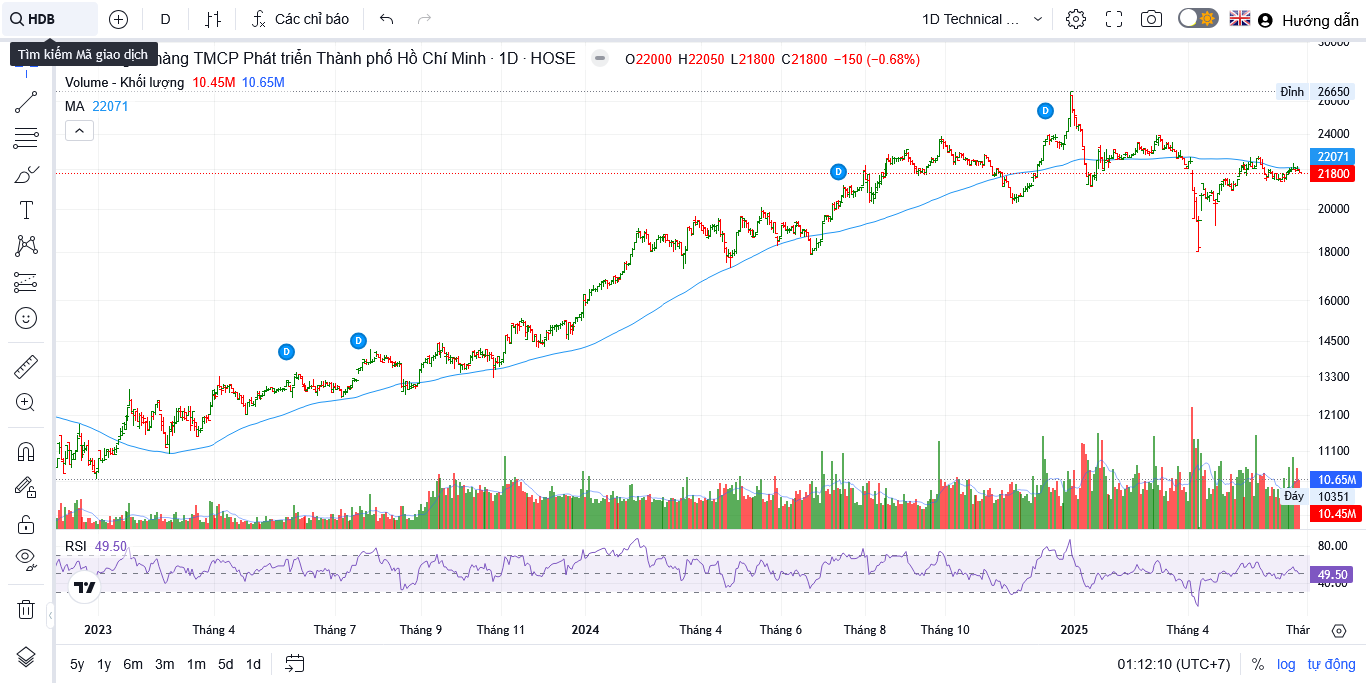 HDB
D
Các chỉ báo
1D Technical ...
Hướng dẫn
Tìm kiếm Mã giao dịch
hàng TMCP Phát triển Thành phố Hồ Chí Minh · 1D · HOSE
O22000 H22050 L21800 C21800 −150 (−0.68%)
Volume - Khối lượng 10.45M 10.65M
MA 22071
30000
Đỉnh 26650
26000
24000
22071
21800
20000
18000
16000
14500
13300
12100
11100
10.65M
Đáy 10351
10.45M
D
D
D
D
RSI 49.50
80.00
49.50
40.00
2023 Tháng 4 Tháng 7 Tháng 9 Tháng 11 2024 Tháng 4 Tháng 6 Tháng 8 Tháng 10 2025 Tháng 4 Thár
5y 1y 6m 3m 1m 5d 1d
01:12:10 (UTC+7) % log tự động